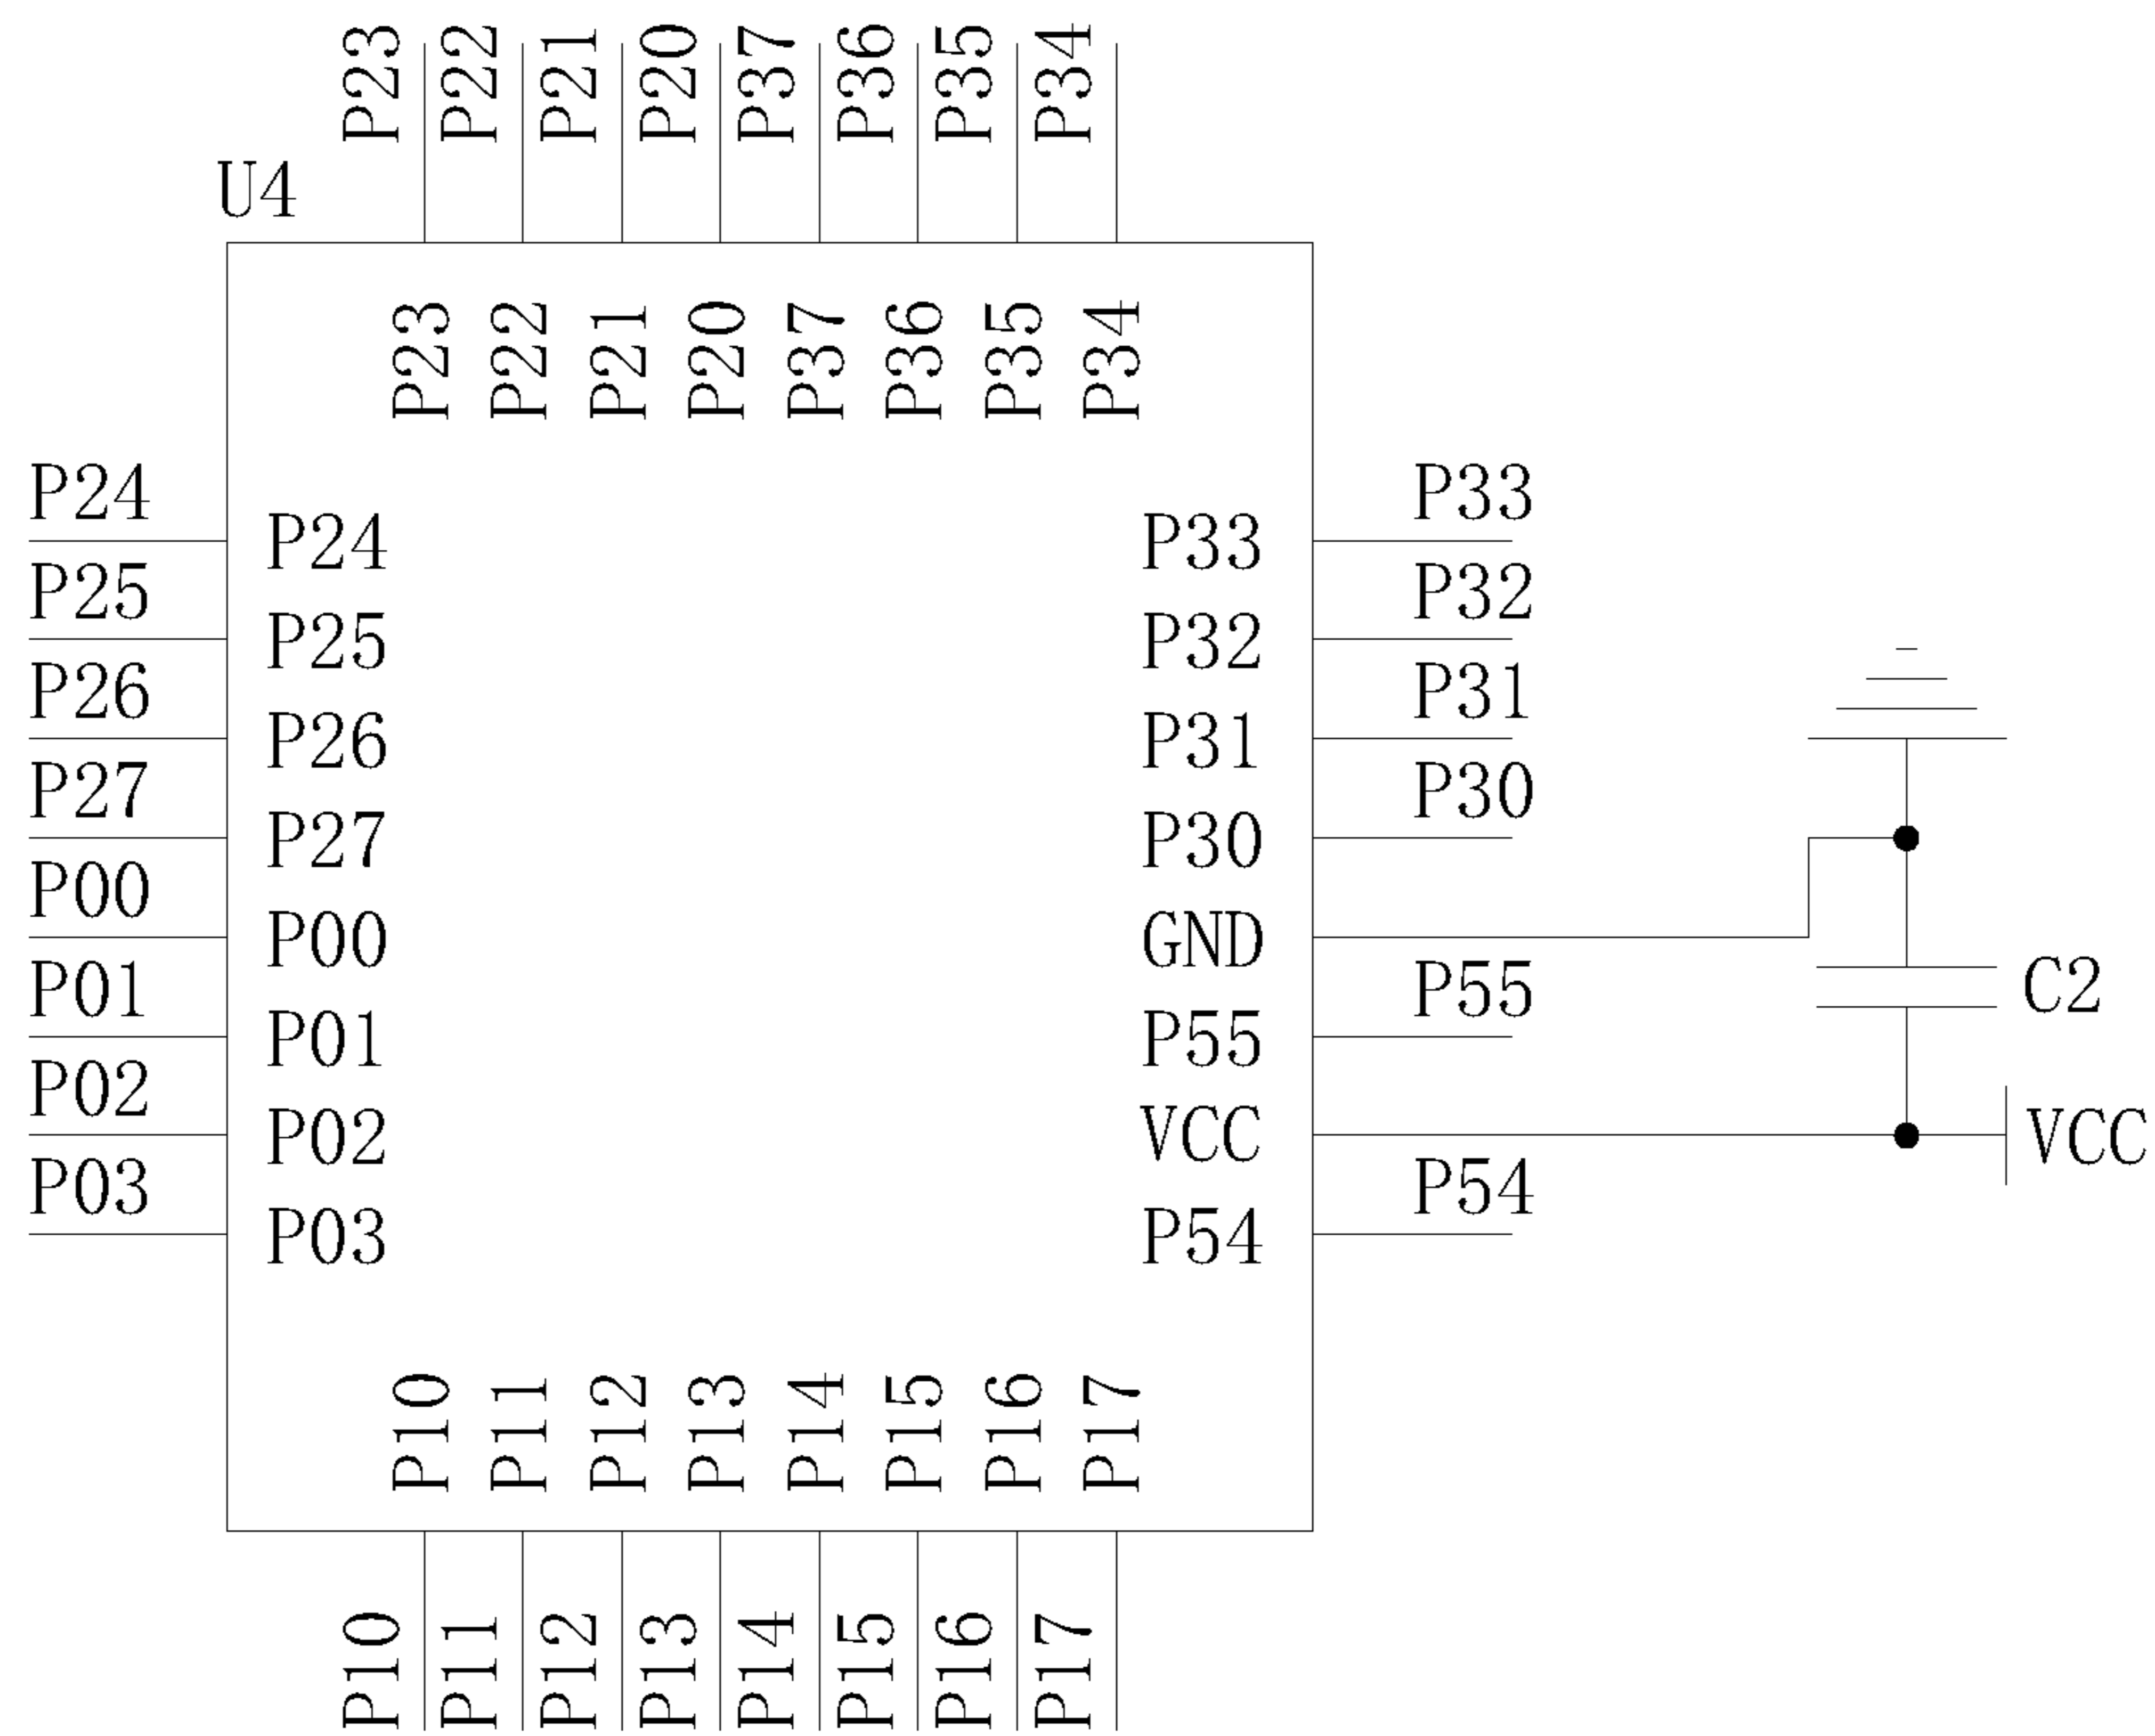 P23 P22 P21 P20 P37 P36 P35 P34
U4
P23 P22 P21 P20 P37 P36 P35 P34
P24 P33
P24 P33
P25 P32
P25 P32
P26 P31
P26 P31
P27 P30
P27 P30
P00
P00 GND
P01 P55 C2
P01 P55
P02
P02 VCC VCC
P03 P54
P03 P54
P10 P11 P12 P13 P14 P15 P16 P17
P10 P11 P12 P13 P14 P15 P16 P17